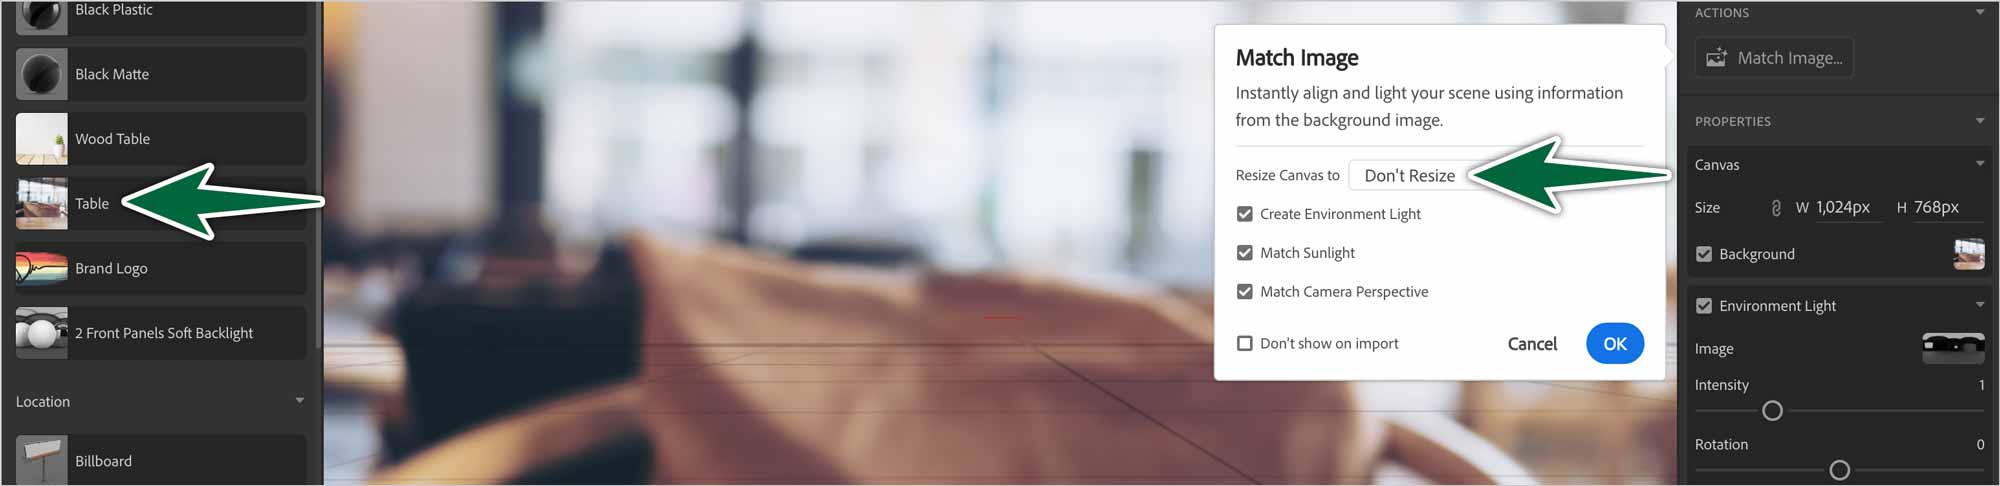 Black Plastic
Black Matte
Wood Table
Table
Brand Logo
2 Front Panels Soft Backlight
Location
Billboard
Match Image
Instantly align and light your scene using information
from the background image.
Resize Canvas to Don't Resize
Create Environment Light
Match Sunlight
Match Camera Perspective
Don't show on import Cancel OK
ACTIONS
Match Image...
PROPERTIES
Canvas
Size W 1,024px H 768px
Background
Environment Light
Image
Intensity 1
Rotation 0